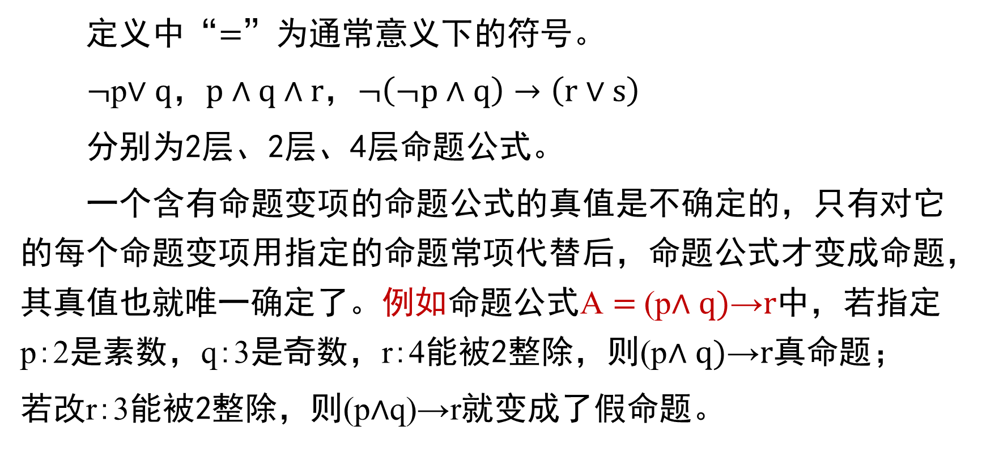 定义中“=”为通常意义下的符号。
¬p∨ q，p ∧ q ∧ r，¬(¬p ∧ q) → (r ∨ s)
分别为2层、2层、4层命题公式。
一个含有命题变项的命题公式的真值是不确定的，只有对它
的每个命题变项用指定的命题常项代替后，命题公式才变成命题，
其真值也就唯一确定了。例如命题公式A = (p∧ q)→r中，若指定
p:2是素数，q:3是奇数，r:4能被2整除，则(p∧ q)→r真命题；
若改r:3能被2整除，则(p∧q)→r就变成了假命题。